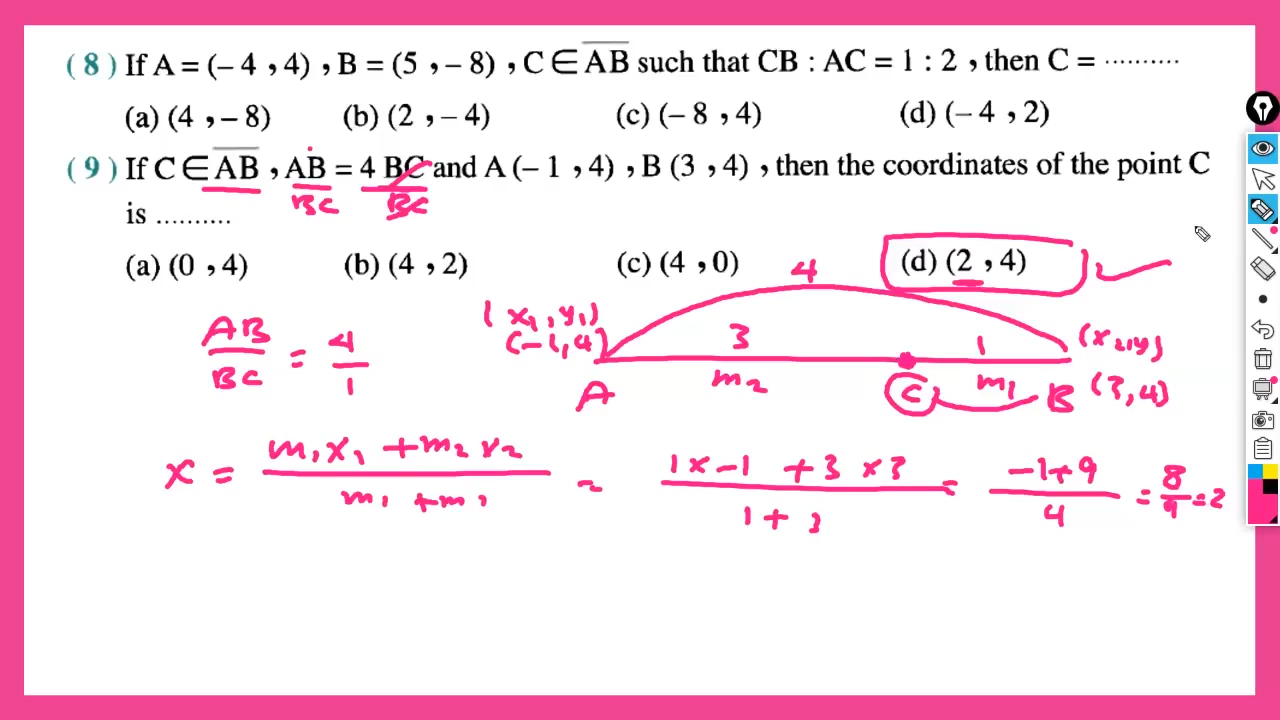 ( 8 ) If A = (– 4 , 4) , B = (5 , – 8) , C ∈ A̅B̅ such that CB : AC = 1 : 2 , then C = ..........
(a) (4 , – 8) (b) (2 , – 4) (c) (– 8 , 4) (d) (– 4 , 2)
( 9 ) If C ∈ A̅B̅ , AB = 4 BC and A (– 1 , 4) , B (3 , 4) , then the coordinates of the point C
BC BC
is ..........
(a) (0 , 4) (b) (4 , 2) (c) (4 , 0) (d) (2 , 4)
4
AB / BC = 4 / 1
(x₁ , y₁)
(-1, 4) 3 1
A m₂ C m₁ B (3, 4)
x = m₁x₁ + m₂x₂ / m₁ + m₂ = 1 × -1 + 3 × 3 / 1 + 3 = -1 + 9 / 4 = 8 / 4 = 2